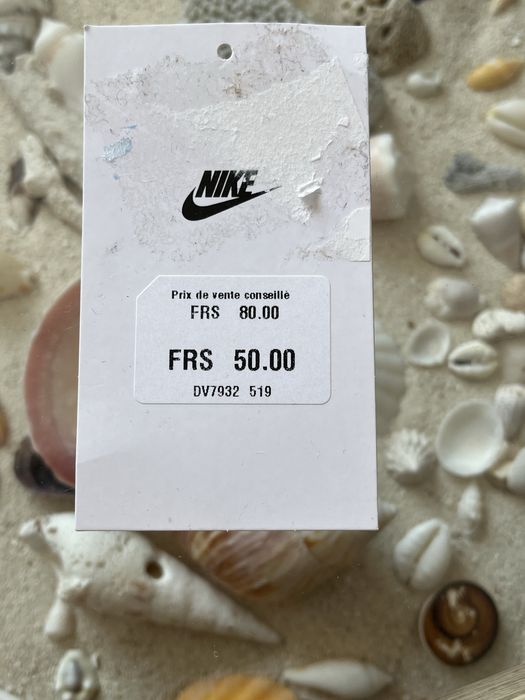 NIKE
Prix de vente conseillé
FRS 80.00
FRS 50.00
DV7932 519